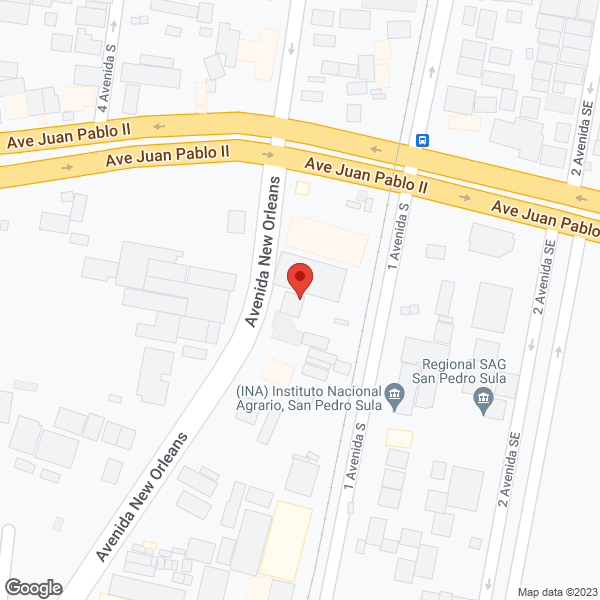 4 Avenida S
2 Avenida SE
Ave Juan Pablo II
Ave Juan Pablo II
Ave Juan Pablo II
Ave Juan Pablo
Avenida New Orleans
1 Avenida S
2 Avenida SE
Regional SAG
San Pedro Sula
(INA) Instituto Nacional
Agrario, San Pedro Sula
1 Avenida S
2 Avenida SE
Avenida New Orleans
Google
Map data ©2023